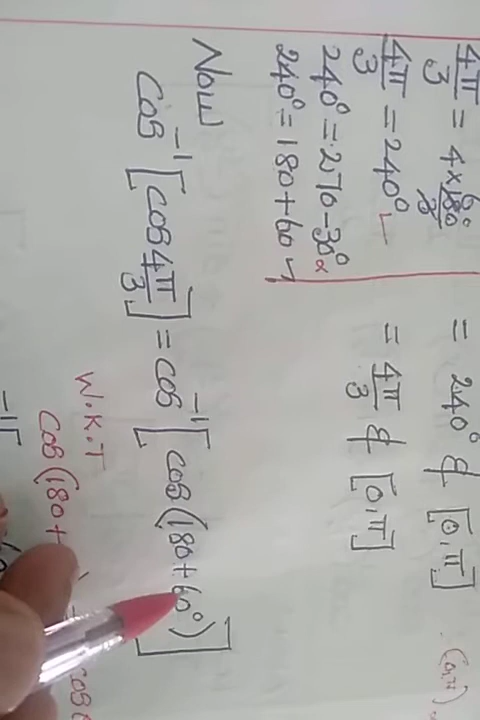 4π/3 = 4 × 180°/3 60°
4π/3 = 240°
240° = 270 - 30° ×
240° = 180 + 60 ✓
= 240° ∉ [0, π]
= 4π/3 ∉ [0, π]
Now
cos⁻¹[cos 4π/3] = cos⁻¹[cos(180+60°)]
W.K.T
cos(180+